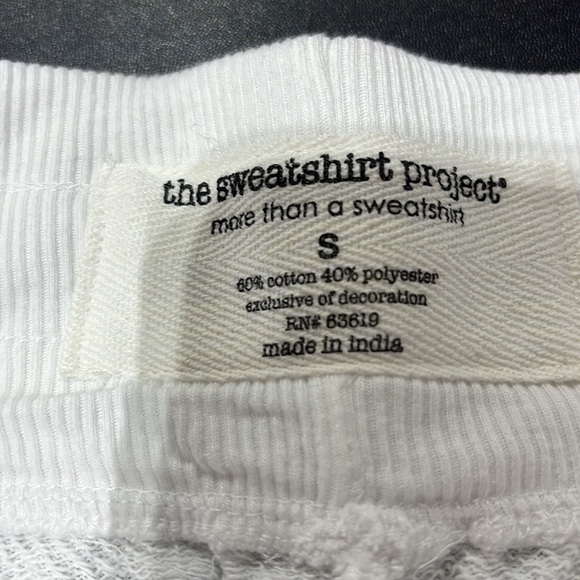 the sweatshirt project®
more than a sweatshirt
S
60% cotton 40% polyester
exclusive of decoration
RN# 63619
made in india